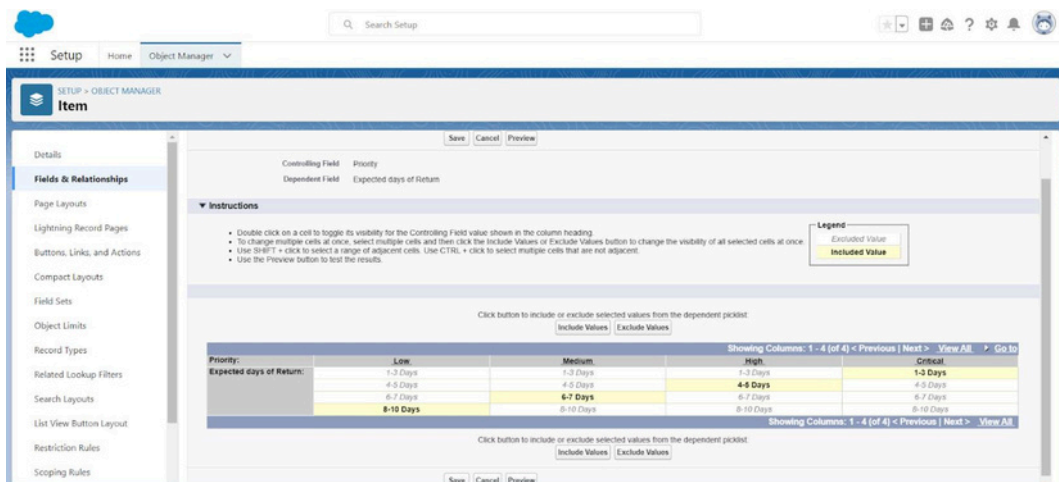 Search Setup
Setup Home Object Manager
SETUP > OBJECT MANAGER
Item
Details
Fields & Relationships
Page Layouts
Lightning Record Pages
Buttons, Links, and Actions
Compact Layouts
Field Sets
Object Limits
Record Types
Related Lookup Filters
Search Layouts
List View Button Layout
Restriction Rules
Scoping Rules
Save Cancel Preview
Controlling Field Priority
Dependent Field Expected days of Return
▼ Instructions
• Double click on a cell to toggle its visibility for the Controlling Field value shown in the column heading.
• To change multiple cells at once, select multiple cells and then click the Include Values or Exclude Values button to change the visibility of all selected cells at once.
• Use SHIFT + click to select a range of adjacent cells. Use CTRL + click to select multiple cells that are not adjacent.
• Use the Preview button to test the results.
Legend
Excluded Value
Included Value
Click button to include or exclude selected values from the dependent picklist:
Include Values Exclude Values
Showing Columns: 1 - 4 (of 4) < Previous | Next > View All Go to
Priority: Low Medium High Critical
Expected days of Return: 1-3 Days 1-3 Days 1-3 Days 1-3 Days
4-5 Days 4-5 Days 4-5 Days 4-5 Days
6-7 Days 6-7 Days 6-7 Days 6-7 Days
8-10 Days 8-10 Days 8-10 Days 8-10 Days
Showing Columns: 1 - 4 (of 4) < Previous | Next > View All
Click button to include or exclude selected values from the dependent picklist:
Include Values Exclude Values
Save Cancel Preview